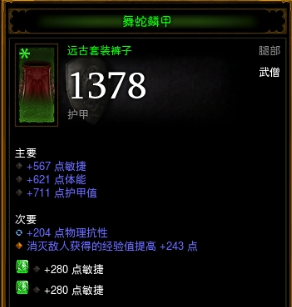 舞蛇鳞甲
远古套装裤子
腿部
1378
武僧
护甲
主要
+567 点敏捷
+621 点体能
+711 点护甲值
次要
+204 点物理抗性
消灭敌人获得的经验值提高 +243 点
+280 点敏捷
+280 点敏捷